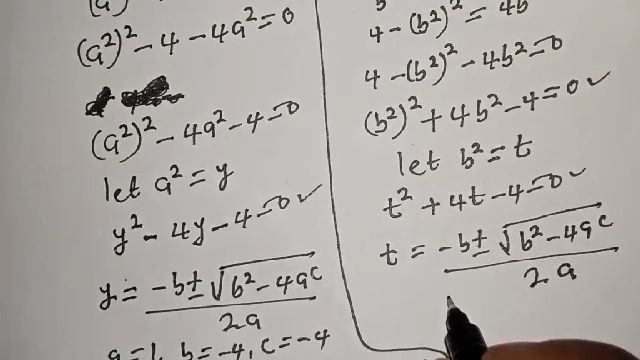 (a²)² - 4 - 4a² = 0
(a²)² - 4a² - 4 = 0
let a² = y
y² - 4y - 4 = 0 ✓
y = -b ± √b² - 4ac
2a
a = 1, b = -4, c = -4
4 - (b²)² = 4b
4 - (b²)² - 4b² = 0
(b²)² + 4b² - 4 = 0 ✓
let b² = t
t² + 4t - 4 = 0 ✓
t = -b ± √b² - 4ac
2a